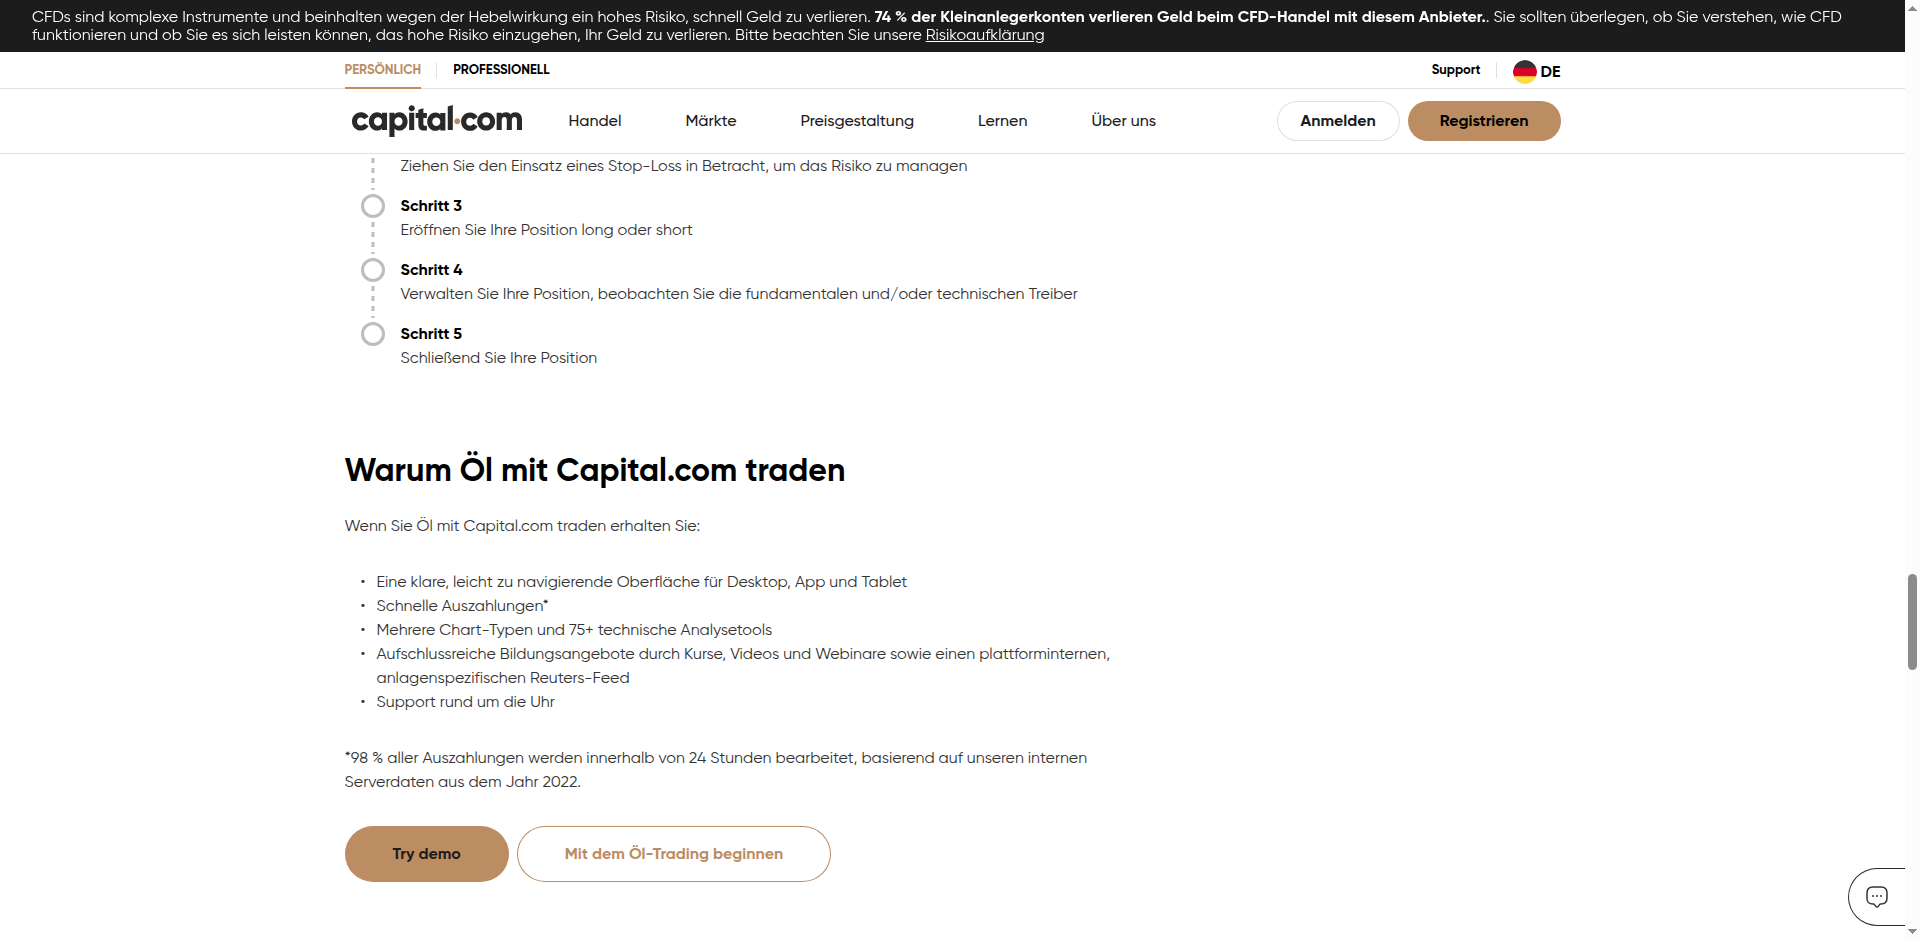 CFDs sind komplexe Instrumente und beinhalten wegen der Hebelwirkung ein hohes Risiko, schnell Geld zu verlieren. 74 % der Kleinanlegerkonten verlieren Geld beim CFD-Handel mit diesem Anbieter.. Sie sollten überlegen, ob Sie verstehen, wie CFD
funktionieren und ob Sie es sich leisten können, das hohe Risiko einzugehen, Ihr Geld zu verlieren. Bitte beachten Sie unsere Risikoaufklärung
PERSÖNLICH PROFESSIONELL Support DE
capital.com Handel Märkte Preisgestaltung Lernen Über uns Anmelden Registrieren
Ziehen Sie den Einsatz eines Stop-Loss in Betracht, um das Risiko zu managen
Schritt 3
Eröffnen Sie Ihre Position long oder short
Schritt 4
Verwalten Sie Ihre Position, beobachten Sie die fundamentalen und/oder technischen Treiber
Schritt 5
Schließend Sie Ihre Position
Warum Öl mit Capital.com traden
Wenn Sie Öl mit Capital.com traden erhalten Sie:
• Eine klare, leicht zu navigierende Oberfläche für Desktop, App und Tablet
• Schnelle Auszahlungen*
• Mehrere Chart-Typen und 75+ technische Analysetools
• Aufschlussreiche Bildungsangebote durch Kurse, Videos und Webinare sowie einen plattforminternen,
anlagenspezifischen Reuters-Feed
• Support rund um die Uhr
*98 % aller Auszahlungen werden innerhalb von 24 Stunden bearbeitet, basierend auf unseren internen
Serverdaten aus dem Jahr 2022.
Try demo Mit dem Öl-Trading beginnen